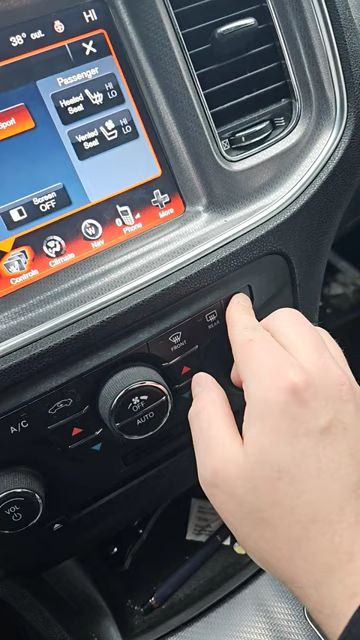 38° out
HI
Passenger
Heated
Seat
HI
LO
Sport
Vented
Seat
HI
LO
Screen
OFF
Controls
Climate
Nav
Phone
More
FRONT
REAR
A/C
OFF
AUTO
VOL